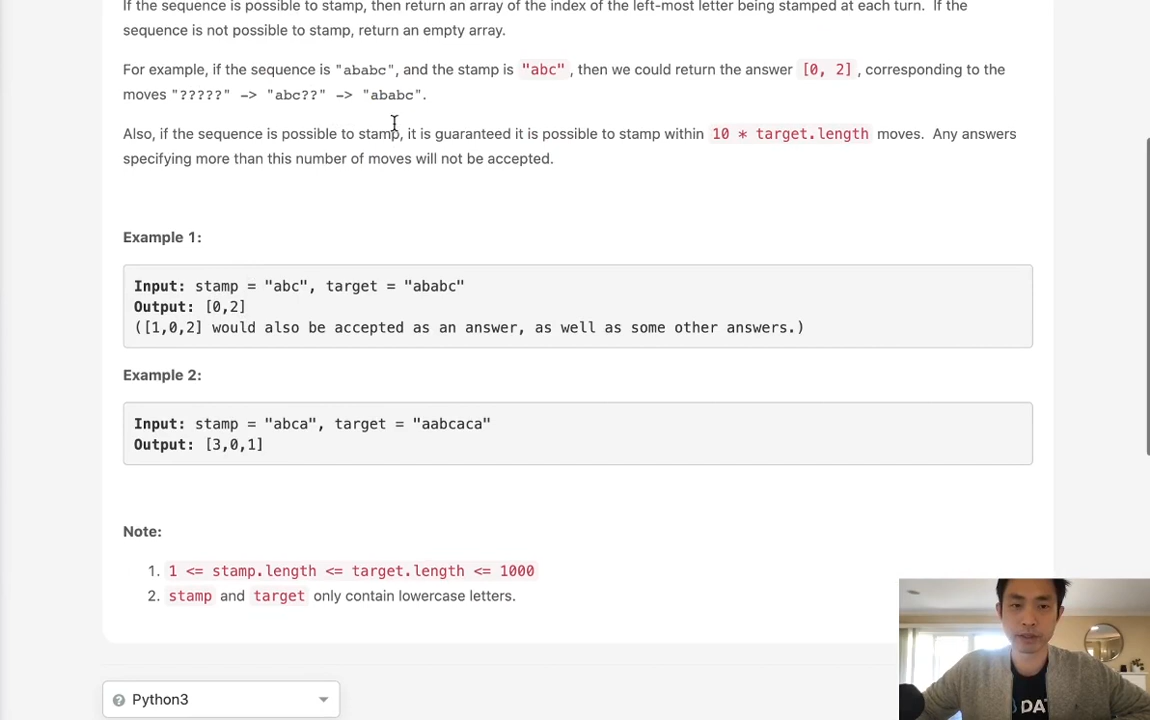 If the sequence is possible to stamp, then return an array of the index of the left-most letter being stamped at each turn.  If the
sequence is not possible to stamp, return an empty array.
For example, if the sequence is "ababc", and the stamp is "abc", then we could return the answer [0, 2], corresponding to the
moves "?????" -> "abc??" -> "ababc".
Also, if the sequence is possible to stamp, it is guaranteed it is possible to stamp within 10 * target.length moves.  Any answers
specifying more than this number of moves will not be accepted.
Example 1:
Input: stamp = "abc", target = "ababc"
Output: [0,2]
([1,0,2] would also be accepted as an answer, as well as some other answers.)
Example 2:
Input: stamp = "abca", target = "aabcaca"
Output: [3,0,1]
Note:
1. 1 <= stamp.length <= target.length <= 1000
2. stamp and target only contain lowercase letters.
? Python3
DA